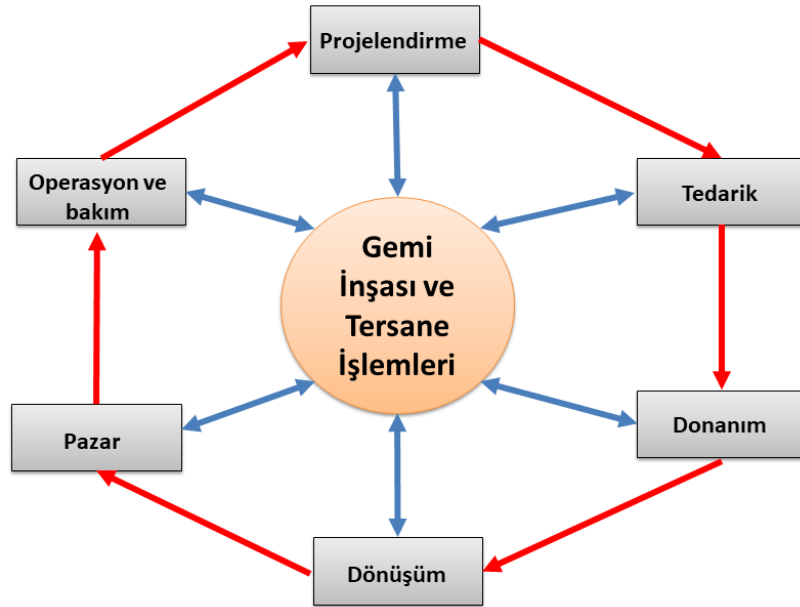 Projelendirme
Operasyon ve
bakım
Tedarik
Gemi
İnşası ve
Tersane
İşlemleri
Pazar
Donanım
Dönüşüm